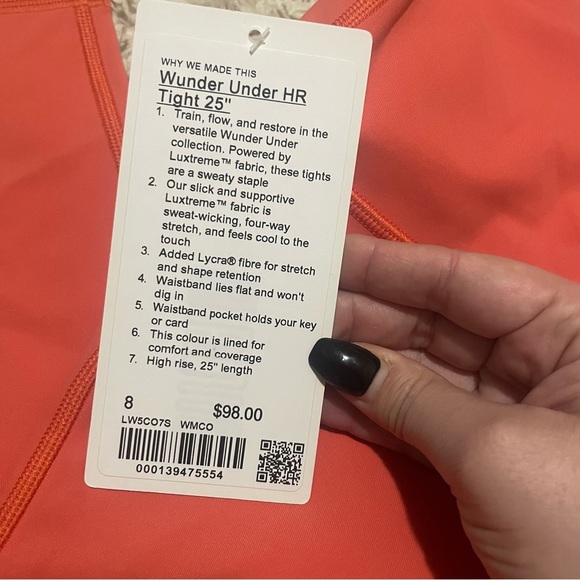 WHY WE MADE THIS
Wunder Under HR
Tight 25"
1. Train, flow, and restore in the
versatile Wunder Under
collection. Powered by
Luxtreme™ fabric, these tights
are a sweaty staple
2. Our slick and supportive
Luxtreme™ fabric is
sweat-wicking, four-way
stretch, and feels cool to the
touch
3. Added Lycra® fibre for stretch
and shape retention
4. Waistband lies flat and won't
dig in
5. Waistband pocket holds your key
or card
6. This colour is lined for
comfort and coverage
7. High rise, 25" length
8 $98.00
LW5CO7S WMCO
000139475554